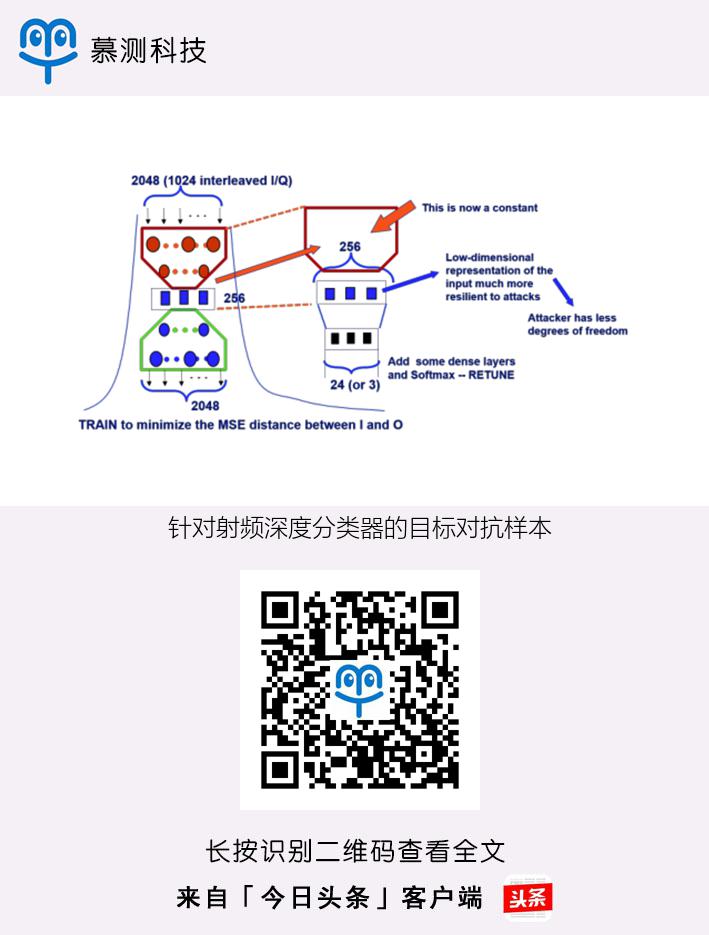 慕测科技
2048 (1024 interleaved I/Q)
This is now a constant
256
Low-dimensional
representation of the
input much more
resilient to attacks
256
Attacker has less
degrees of freedom
Add some dense layers
and Softmax -- RETUNE
24 (or 3)
2048
TRAIN to minimize the MSE distance between I and O
针对射频深度分类器的目标对抗样本
长按识别二维码查看全文
来自「今日头条」客户端
头条